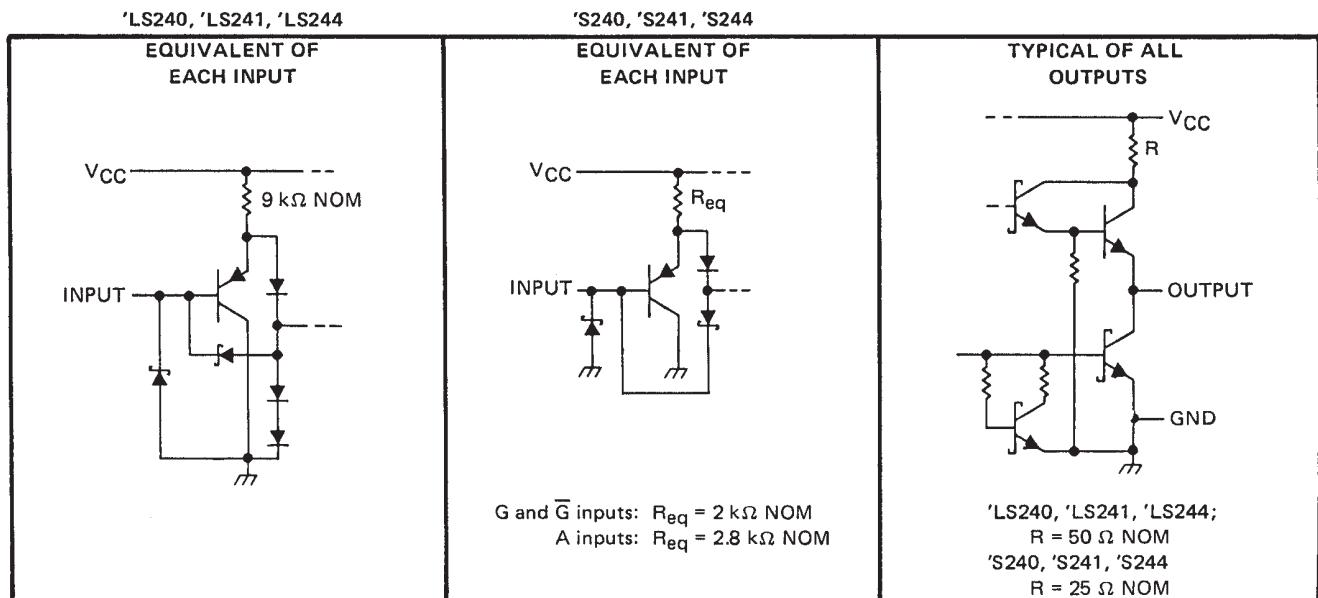 'LS240, 'LS241, 'LS244
EQUIVALENT OF
EACH INPUT
VCC
9 kΩ NOM
INPUT
'S240, 'S241, 'S244
EQUIVALENT OF
EACH INPUT
VCC
Req
INPUT
G and G̅ inputs: Req = 2 kΩ NOM
A inputs: Req = 2.8 kΩ NOM
TYPICAL OF ALL
OUTPUTS
VCC
R
OUTPUT
GND
'LS240, 'LS241, 'LS244;
R = 50 Ω NOM
'S240, 'S241, 'S244
R = 25 Ω NOM